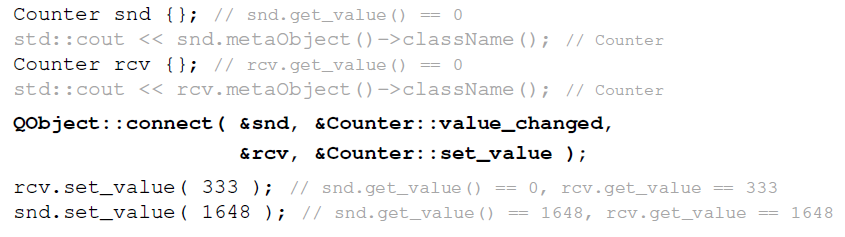 Counter snd {}; // snd.get_value() == 0
std::cout << snd.metaObject()->className(); // Counter
Counter rcv {}; // rcv.get_value() == 0
std::cout << rcv.metaObject()->className(); // Counter
QObject::connect( &snd, &Counter::value_changed,
&rcv, &Counter::set_value );
rcv.set_value( 333 ); // snd.get_value() == 0, rcv.get_value == 333
snd.set_value( 1648 ); // snd.get_value() == 1648, rcv.get_value == 1648